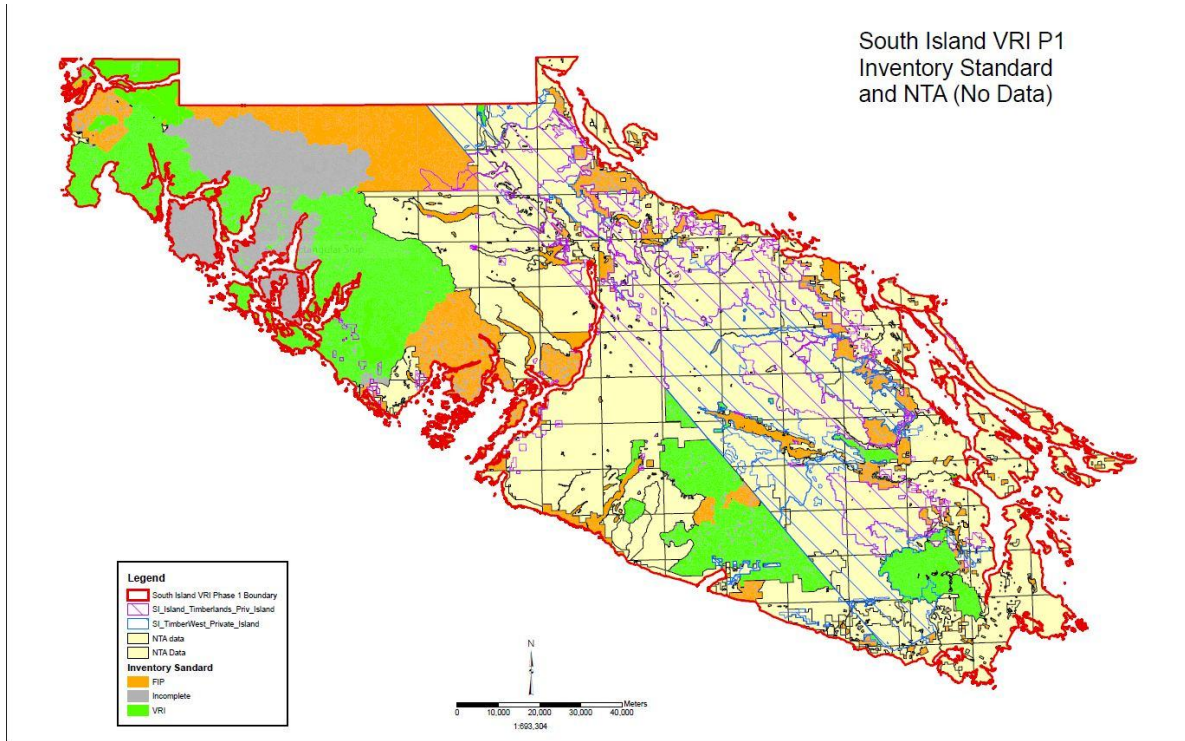 South Island VRI P1
Inventory Standard
and NTA (No Data)
Legend
South Island VRI Phase 1 Boundary
SI_Island_Timberlands_Priv_Island
SI_TimberWest_Private_Island
NTA data
NTA Data
Inventory Sandard
FIP
Incomplete
VRI
N
Meters
0 10,000 20,000 30,000 40,000
1:693,304